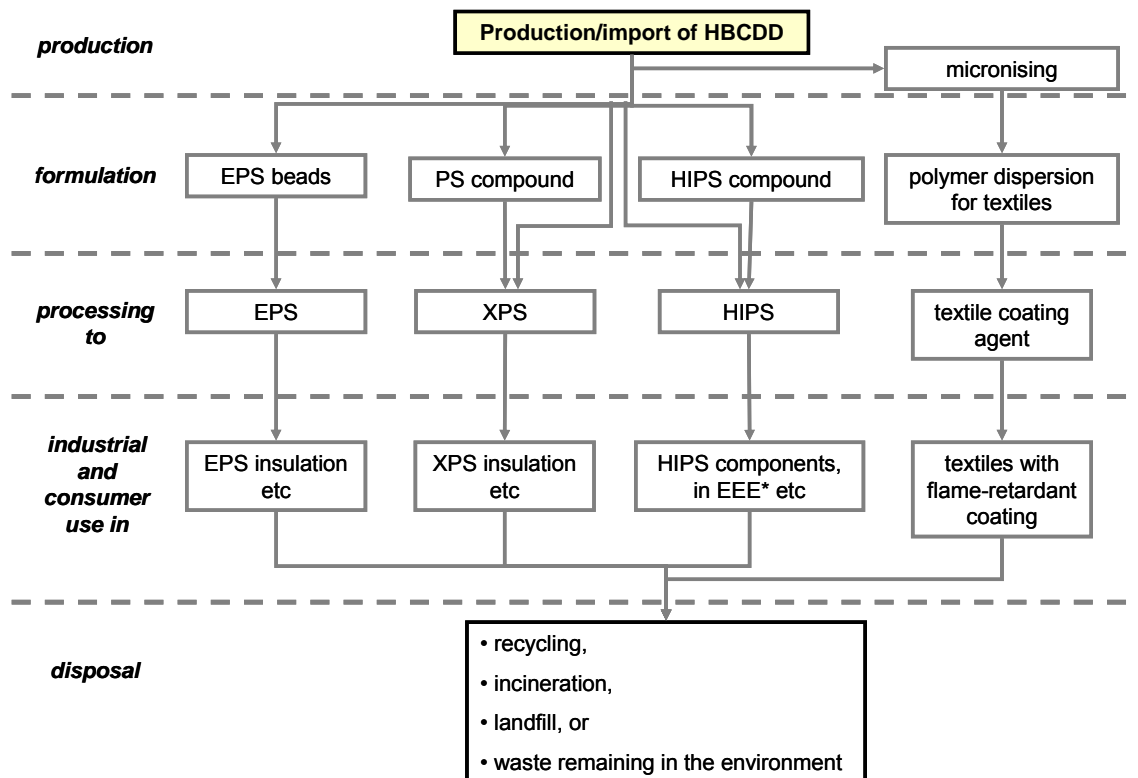 production
Production/import of HBCDD
micronising
formulation
EPS beads
PS compound
HIPS compound
polymer dispersion
for textiles
processing
to
EPS
XPS
HIPS
textile coating
agent
industrial
and
consumer
use in
EPS insulation
etc
XPS insulation
etc
HIPS components,
in EEE* etc
textiles with
flame-retardant
coating
disposal
• recycling,
• incineration,
• landfill, or
• waste remaining in the environment